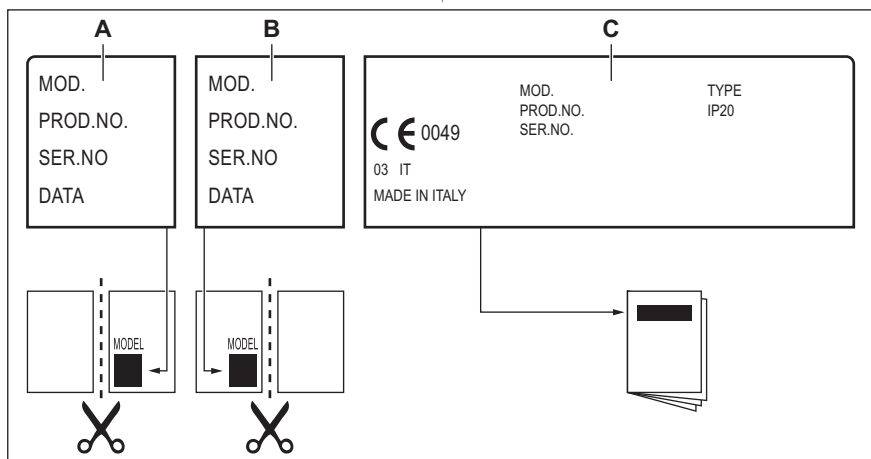 A
B
C
MOD.
PROD.NO.
SER.NO
DATA
MOD.
PROD.NO.
SER.NO
DATA
CE 0049
03 IT
MADE IN ITALY
MOD.
PROD.NO.
SER.NO.
TYPE
IP20
MODEL
MODEL